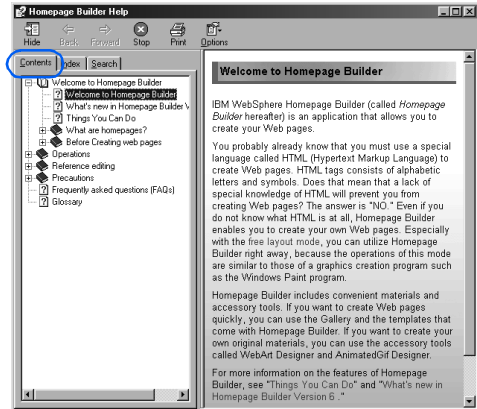 Homepage Builder Help
Hide Back Forward Stop Print Options
Contents Index Search
Welcome to Homepage Builder
Welcome to Homepage Builder
What's new in Homepage Builder V
Things You Can Do
What are homepages?
Before Creating web pages
Operations
Reference editing
Precautions
Frequently asked questions (FAQs)
Glossary
Welcome to Homepage Builder
IBM WebSphere Homepage Builder (called Homepage
Builder hereafter) is an application that allows you to
create your Web pages.
You probably already know that you must use a special
language called HTML (Hypertext Markup Language) to
create Web pages. HTML tags consists of alphabetic
letters and symbols. Does that mean that a lack of
special knowledge of HTML will prevent you from
creating Web pages? The answer is "NO." Even if you
do not know what HTML is at all, Homepage Builder
enables you to create your own Web pages. Especially
with the free layout mode, you can utilize Homepage
Builder right away, because the operations of this mode
are similar to those of a graphics creation program such
as the Windows Paint program.
Homepage Builder includes convenient materials and
accessory tools. If you want to create Web pages
quickly, you can use the Gallery and the templates that
come with Homepage Builder. If you want to create your
own original materials, you can use the accessory tools
called WebArt Designer and AnimatedGif Designer.
For more information on the features of Homepage
Builder, see "Things You Can Do" and "What's new in
Homepage Builder Version 6 ."